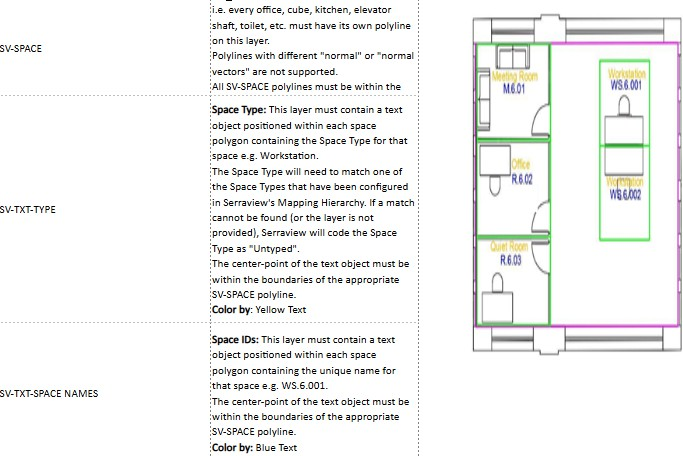 i.e. every office, cube, kitchen, elevator
shaft, toilet, etc. must have its own polyline
on this layer.
SV-SPACE
Polylines with different "normal" or "normal
vectors" are not supported.
All SV-SPACE polylines must be within the
Space Type: This layer must contain a text
object positioned within each space
polygon containing the Space Type for that
space e.g. Workstation.
The Space Type will need to match one of
the Space Types that have been configured
SV-TXT-TYPE
in Serraview's Mapping Hierarchy. If a match
cannot be found (or the layer is not
provided), Serraview will code the Space
Type as "Untyped".
The center-point of the text object must be
within the boundaries of the appropriate
SV-SPACE polyline.
Color by: Yellow Text
Space IDs: This layer must contain a text
object positioned within each space
polygon containing the unique name for
that space e.g. WS.6.001.
SV-TXT-SPACE NAMES
The center-point of the text object must be
within the boundaries of the appropriate
SV-SPACE polyline.
Color by: Blue Text
Meeting Room
M.6.01
Workstation
WS.6.001
Office
R.6.02
Workstation
WS.6.002
Quiet Room
R.6.03